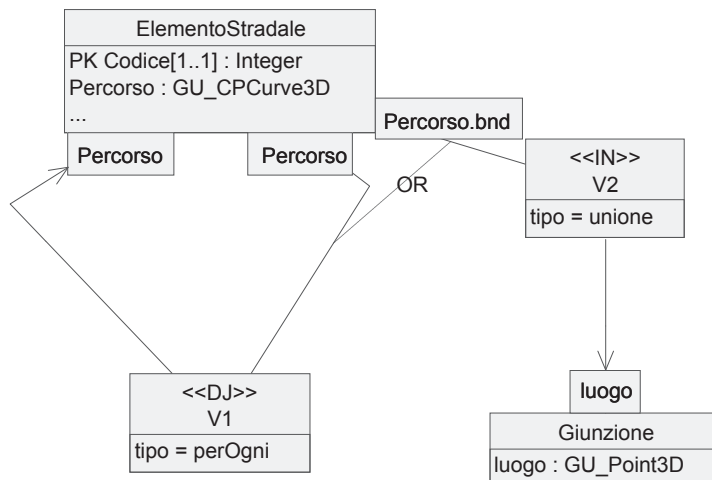 ElementoStradale
PK Codice[1..1] : Integer
Percorso : GU_CPCurve3D
...
Percorso.bnd
Percorso
Percorso
OR
<<IN>>
V2
tipo = unione
<<DJ>>
V1
tipo = perOgni
luogo
Giunzione
luogo : GU_Point3D